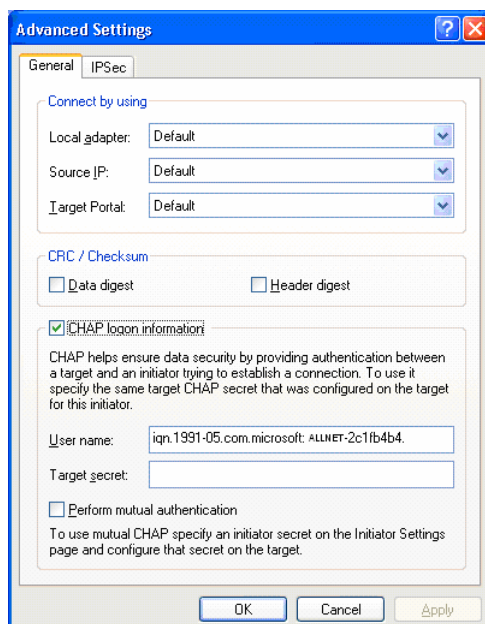 Advanced Settings
General IPSec
Connect by using
Local adapter: Default
Source IP: Default
Target Portal: Default
CRC / Checksum
Data digest Header digest
CHAP logon information
CHAP helps ensure data security by providing authentication between
a target and an initiator trying to establish a connection. To use it
specify the same target CHAP secret that was configured on the target
for this initiator.
User name: iqn.1991-05.com.microsoft: ALLNET-2c1fb4b4.
Target secret:
Perform mutual authentication
To use mutual CHAP specify an initiator secret on the Initiator Settings
page and configure that secret on the target.
OK Cancel Apply